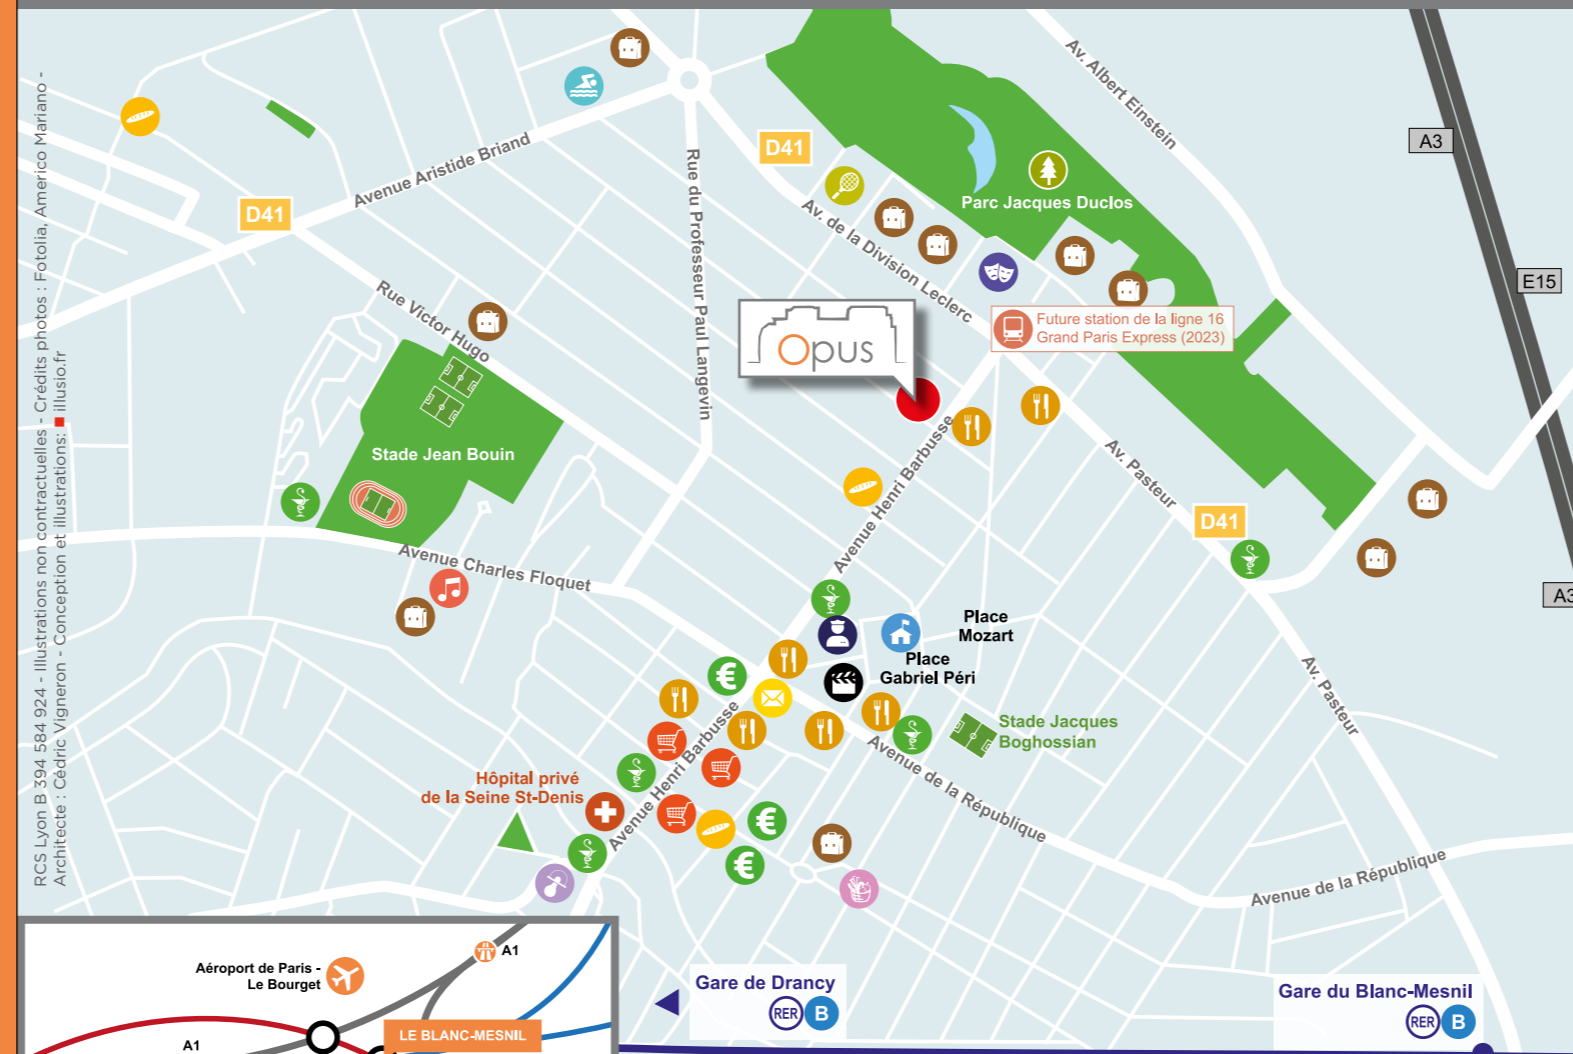 RCS Lyon B 394 584 924 - Illustrations non contractuelles - Crédits photos : Fotolia, Americo Mariano -
Architecte : Cédric Vigneron - Conception et illustrations: illusio.fr
Av. Albert Einstein
A3
D41
Avenue Aristide Briand
Rue du Professeur Paul Langevin
Parc Jacques Duclos
D41
Av. de la Division Leclerc
E15
Rue Victor Hugo
Opus
Future station de la ligne 16
Grand Paris Express (2023)
Stade Jean Bouin
Avenue Henri Barbusse
Av. Pasteur
D41
Avenue Charles Floquet
A3
Place
Mozart
Place
Gabriel Péri
Av. Pasteur
€
Stade Jacques
Boghossian
Avenue Henri Barbusse
Avenue de la République
Hôpital privé
de la Seine St-Denis
€
€
Avenue de la République
A1
Aéroport de Paris -
Le Bourget
Gare de Drancy
RER B
Gare du Blanc-Mesnil
RER B
LE BLANC-MESNIL
A1